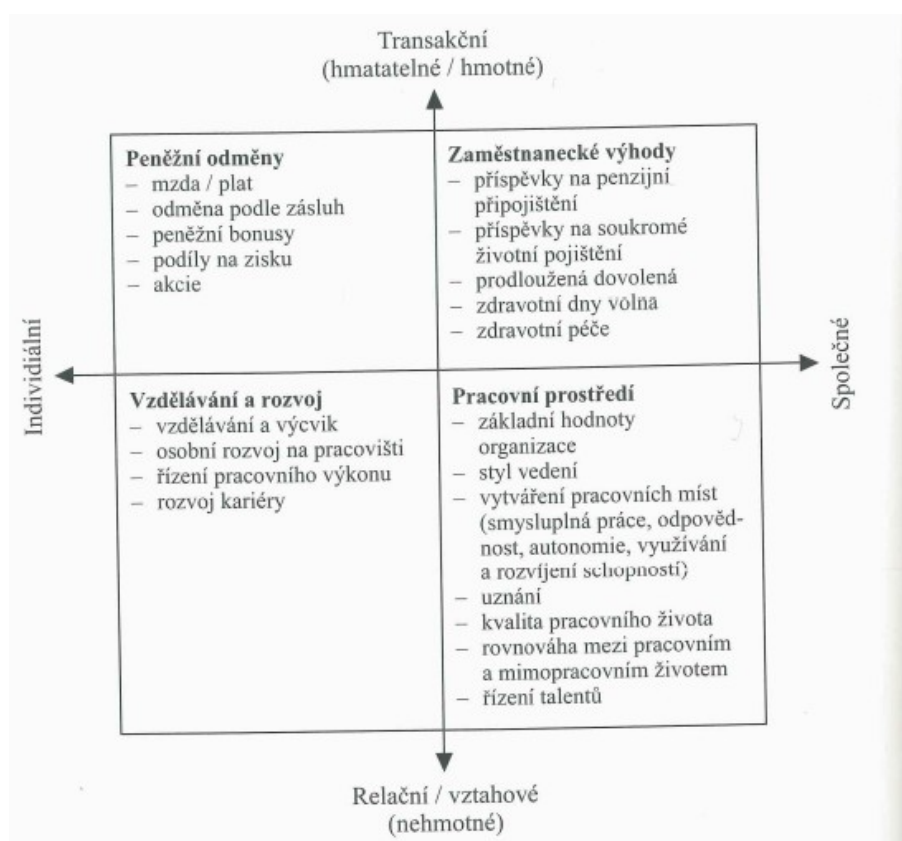 Transakční
(hmatatelné / hmotné)
Peněžní odměny
– mzda / plat
– odměna podle zásluh
– peněžní bonusy
– podíly na zisku
– akcie
Zaměstnanecké výhody
– příspěvky na penzijní
připojištění
– příspěvky na soukromé
životní pojištění
– prodloužená dovolená
– zdravotní dny volna
– zdravotní péče
Individiální
Společné
Vzdělávání a rozvoj
– vzdělávání a výcvik
– osobní rozvoj na pracovišti
– řízení pracovního výkonu
– rozvoj kariéry
Pracovní prostředí
– základní hodnoty
organizace
– styl vedení
– vytváření pracovních míst
(smysluplná práce, odpověd-
nost, autonomie, využívání
a rozvíjení schopností)
– uznání
– kvalita pracovního života
– rovnováha mezi pracovním
a mimopracovním životem
– řízení talentů
Relační / vztahové
(nehmotné)